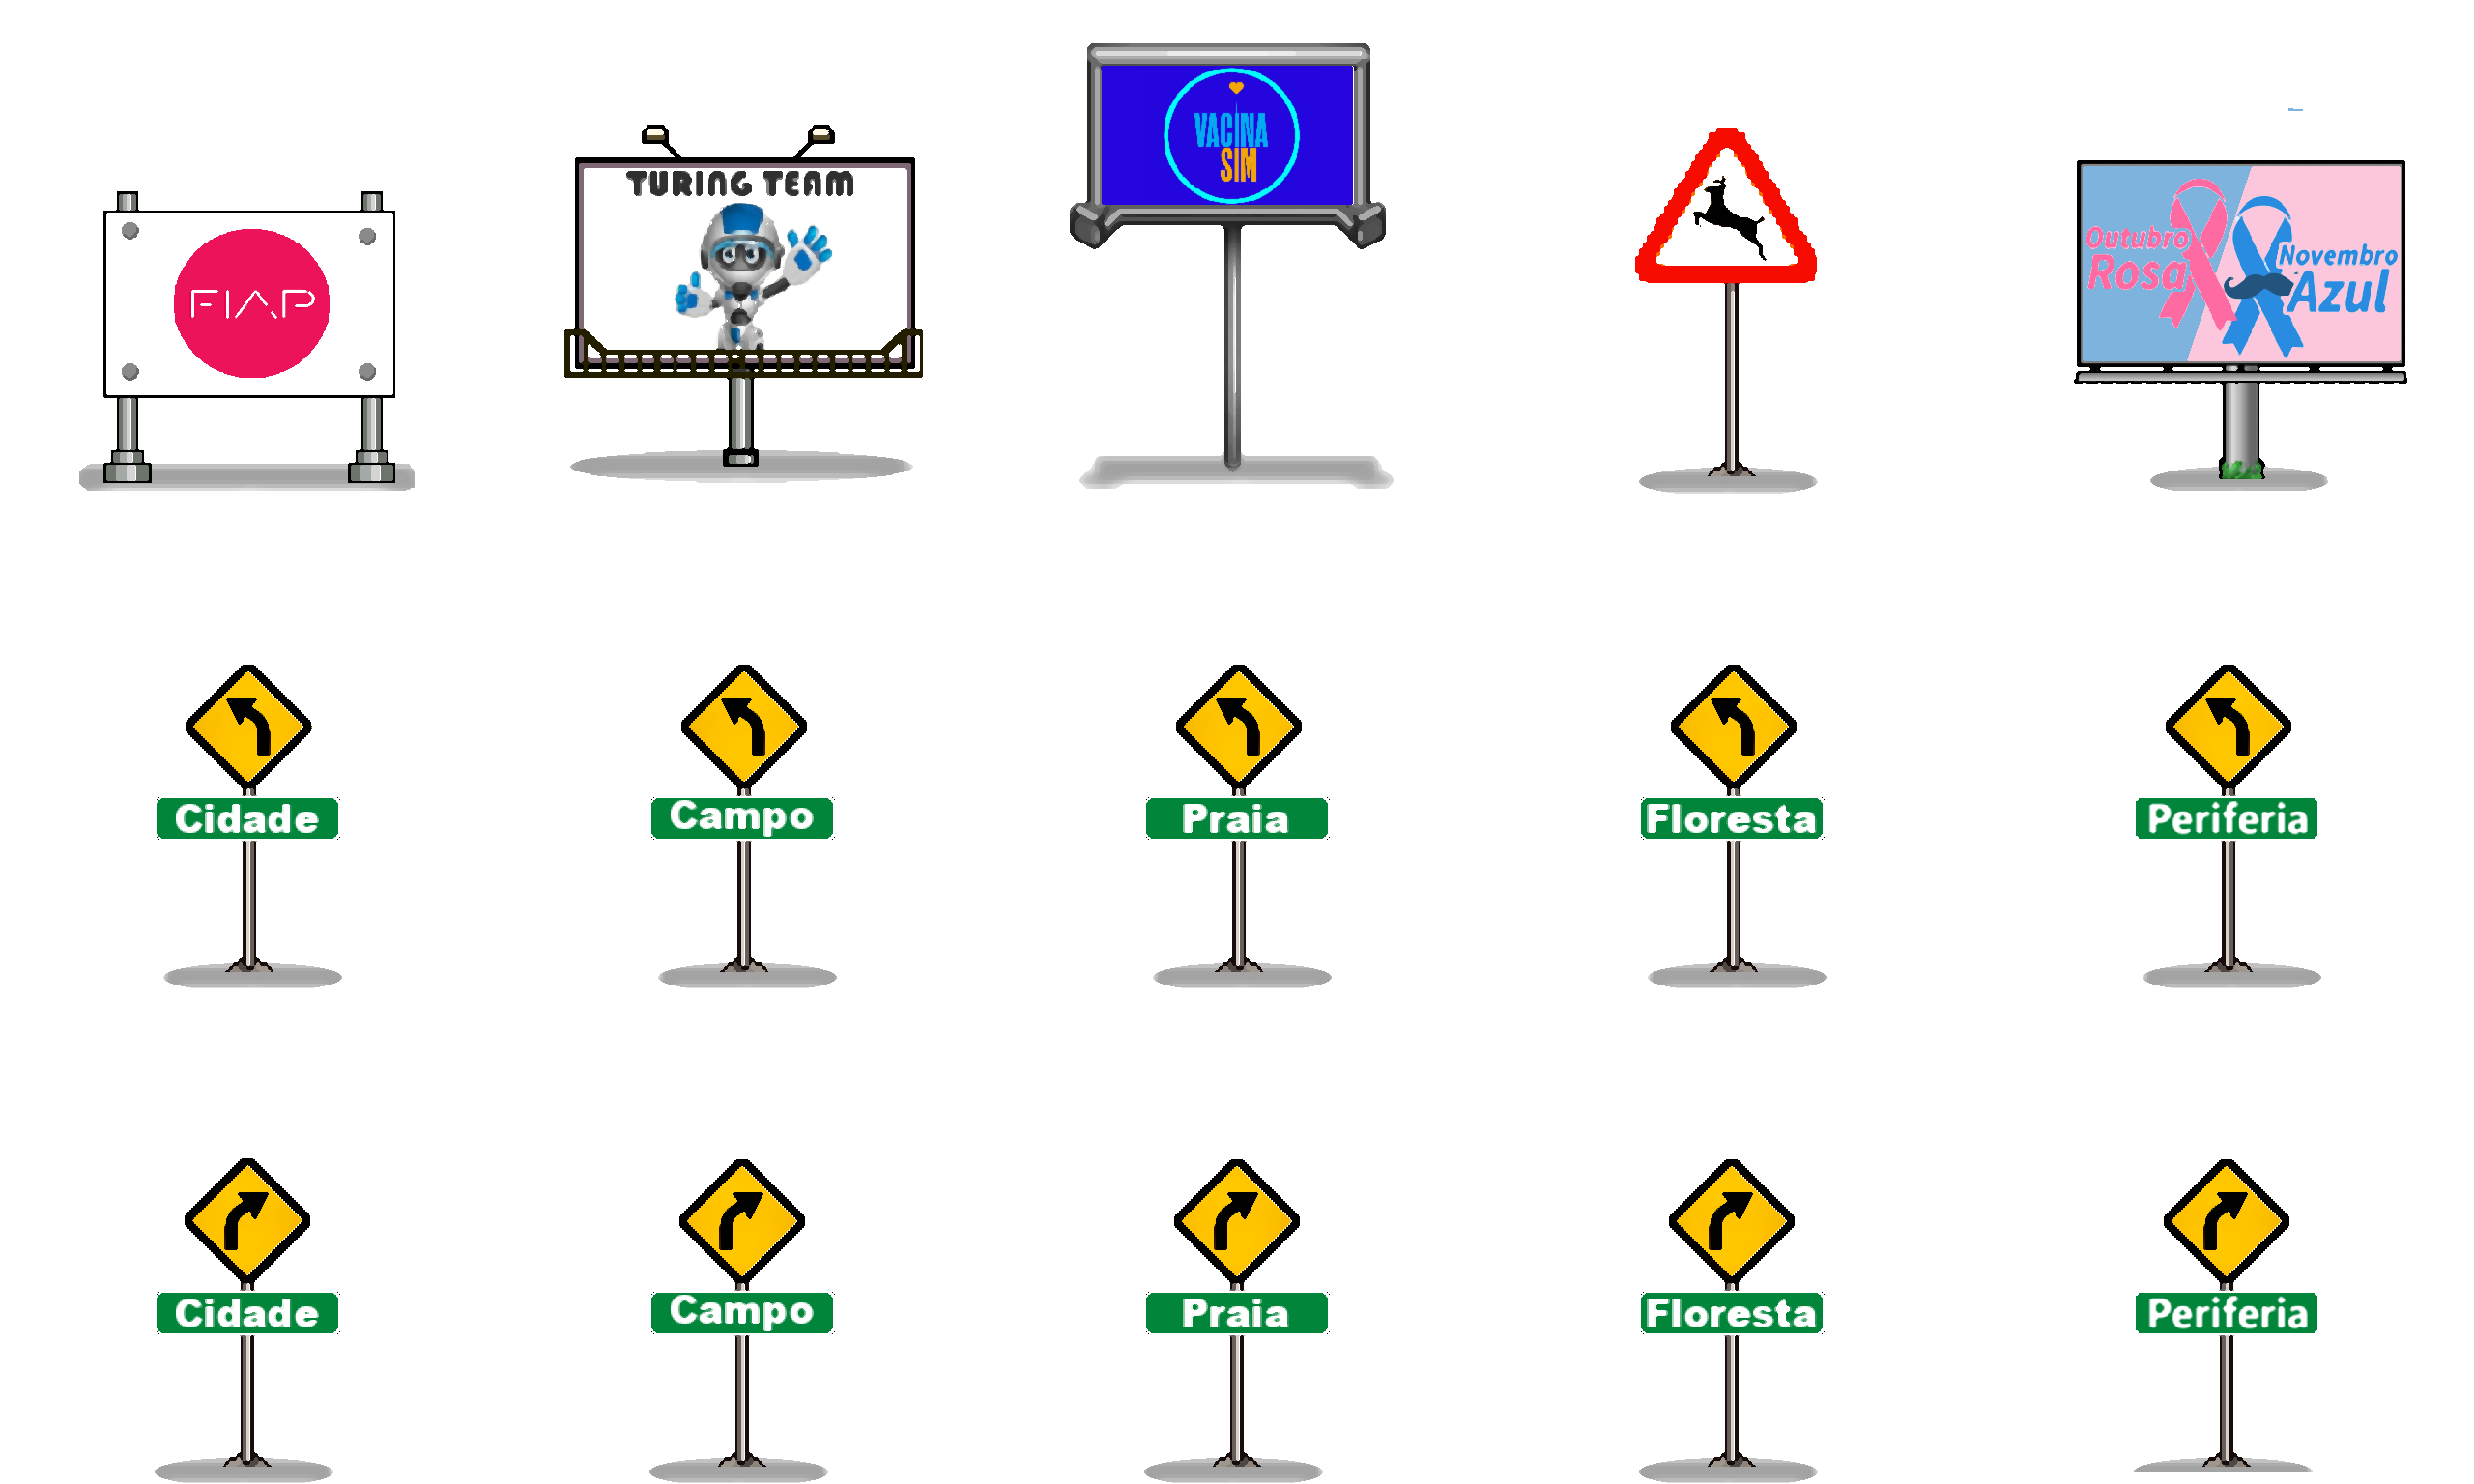 FIAP
TURING TEAM
VACINA
SIM
Outubro
Rosa
Novembro
Azul
Cidade
Campo
Praia
Floresta
Periferia
Cidade
Campo
Praia
Floresta
Periferia